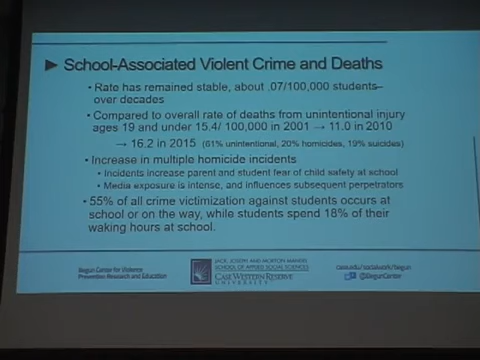 ► School-Associated Violent Crime and Deaths
• Rate has remained stable, about .07/100,000 students–
over decades
• Compared to overall rate of deaths from unintentional injury
ages 19 and under 15.4/ 100,000 in 2001 → 11.0 in 2010
→ 16.2 in 2015 (61% unintentional, 20% homicides, 19% suicides)
• Increase in multiple homicide incidents
• Incidents increase parent and student fear of child safety at school
• Media exposure is intense, and influences subsequent perpetrators
• 55% of all crime victimization against students occurs at
school or on the way, while students spend 18% of their
waking hours at school.
Begun Center for Violence
Prevention Research and Education
JACK, JOSEPH AND MORTON MANDEL
SCHOOL OF APPLIED SOCIAL SCIENCES
CASE WESTERN RESERVE
UNIVERSITY
case.edu/socialwork/begun
@BegunCenter